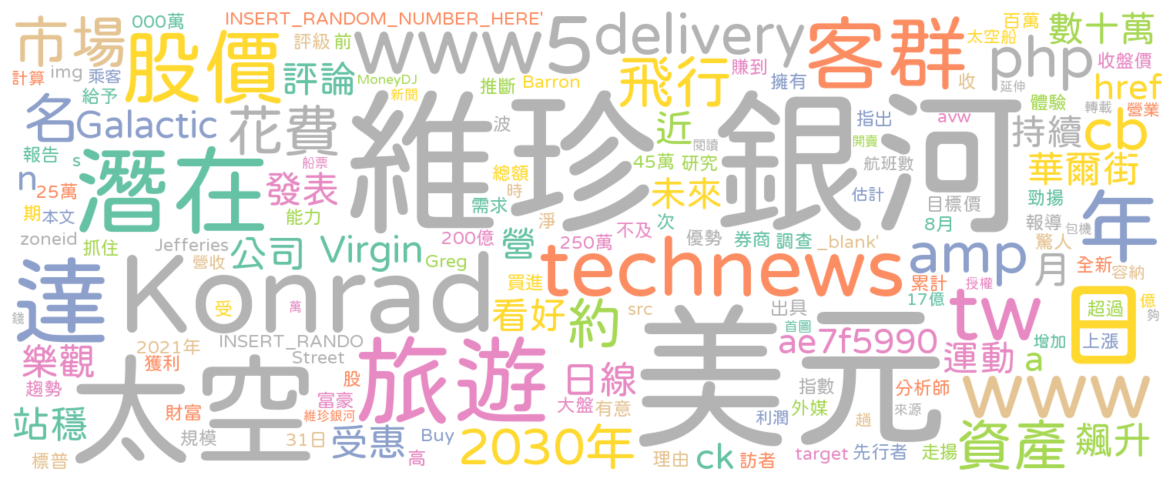 000萬 INSERT_RANDOM_NUMBER_HERE' www5 delivery 客群 百萬 數十萬
市場 股價 評級 前 太空船 php 收盤價
計算 img 乘客 評論 MoneyDJ 新聞 推斷 Barron 飛行 賺到 擁有 收 延伸 href
名 給予 Galactic 花費 維珍銀河 波 近 閱讀 指出 avw 體驗 轉載 營業
報告 s 持續 cb
n 25萬 潛在 船票 總額 45萬 研究 開賣 航班數 華爾街
期 本文 發表 時 需求 未來 估計 目標價 勁揚
zoneid 抓住 能力 200億 淨 次 8月 報導 包機 年
Jefferies 公司 Virgin Greg 營 250萬 不及 優勢 券商 調查 _blank' 驚人
達 營收 Konrad 買進 technews amp 月 全新 容納
錢 受 萬 看好 約 src 出具 17億 累計 授權 tw 日 超過 億
2021年 INSERT_RANDO 首圖 ae7f5990 運動 a 增加 上漲 夠
樂觀 獲利 Street 美元
趨勢 太空 股 富豪 旅遊 日線 指數 分析師
財富 維珍銀河 大盤 有意 利潤 外媒 趟 來源 www
站穩 規模 31日 受惠 Buy 2030年 ck 訪者 target 先行者 走揚 資產 飆升
標普 高 理由